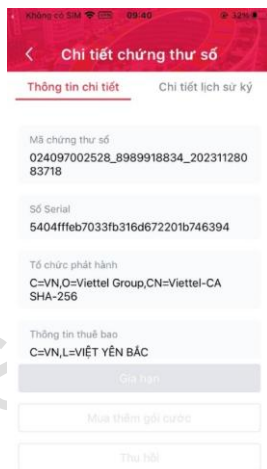 Không có SIM 09:40 32%
Chi tiết chứng thư số
Thông tin chi tiết Chi tiết lịch sử ký
Mã chứng thư số
024097002528_8989918834_202311280
83718
Số Serial
5404fffeb7033fb316d672201b746394
Tổ chức phát hành
C=VN,O=Viettel Group,CN=Viettel-CA
SHA-256
Thông tin thuê bao
C=VN,L=VIỆT YÊN BẮC
Gia hạn
Mua thêm gói cước
Thu hồi